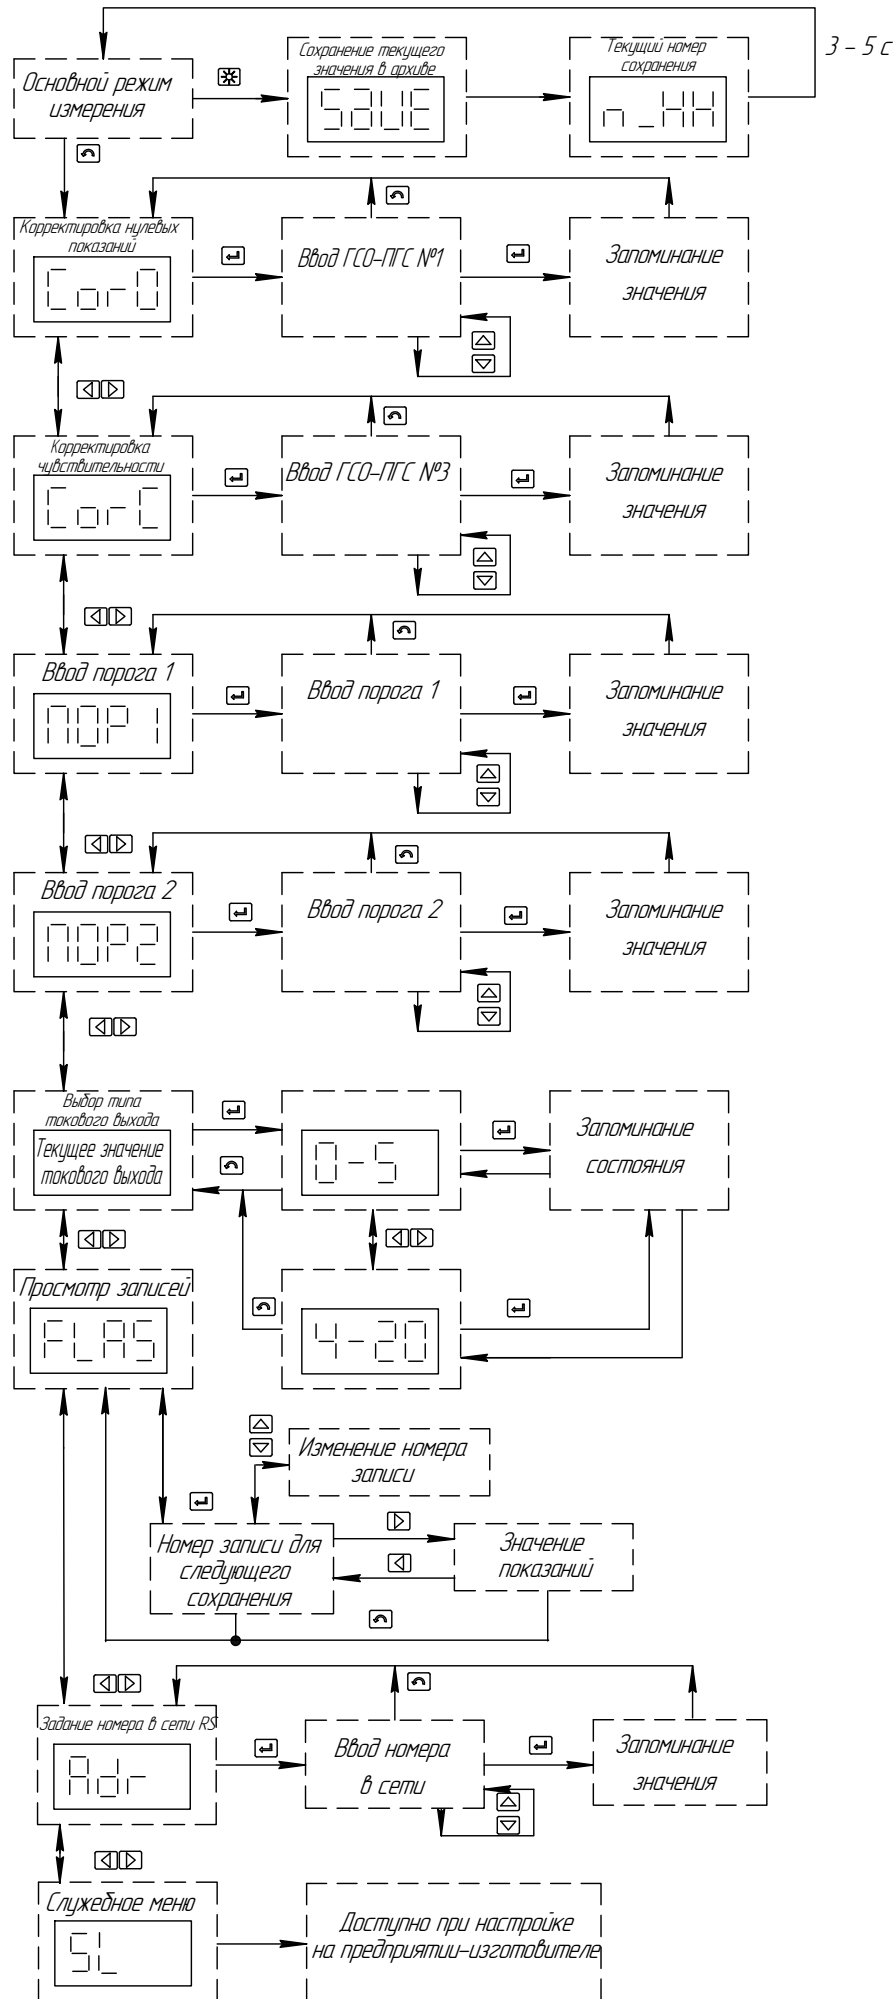 3 – 5 с
Основной режим
измерения
Сохранение текущего
значения в архиве
SAVE
Текущий номер
сохранения
n_HH
Корректировка нулевых
показаний
Cor0
Ввод ГСО-ПГС №1
Запоминание
значения
Корректировка
чувствительности
CorC
Ввод ГСО-ПГС №3
Запоминание
значения
Ввод порога 1
ПОР1
Ввод порога 1
Запоминание
значения
Ввод порога 2
ПОР2
Ввод порога 2
Запоминание
значения
Выбор типа
токового выхода
Текущее значение
токового выхода
0-5
Запоминание
состояния
Просмотр записей
FLAS
4-20
Изменение номера
записи
Номер записи для
следующего
сохранения
Значение
показаний
Задание номера в сети RS
Adr
Ввод номера
в сети
Запоминание
значения
Служебное меню
SL
Доступно при настройке
на предприятии-изготовителе